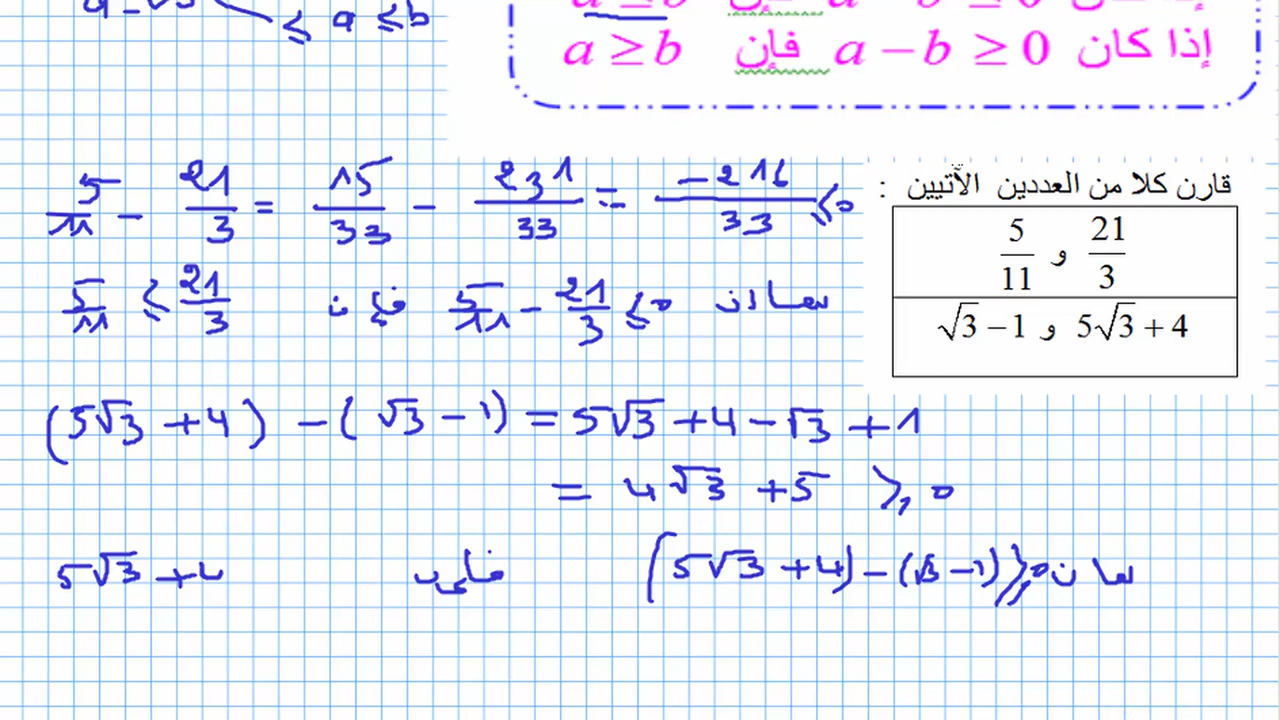 ≤ a ≤ b
إذا كان a − b ≥ 0 فإن a ≥ b
قارن كلا من العددين الآتيين :
21/3 و 5/11
5√3 + 4 و √3 − 1
5/11 − 21/3 = 15/33 − 231/33 = −216/33 ≤ 0
بما ان 5/11 − 21/3 ≤ 0 فإن 5/11 ≤ 21/3
(5√3 + 4) − (√3 − 1) = 5√3 + 4 − √3 + 1
= 4√3 + 5 ≥ 0
بما ان (5√3 + 4) − (√3 − 1) ≥ 0 فإن 5√3 + 4